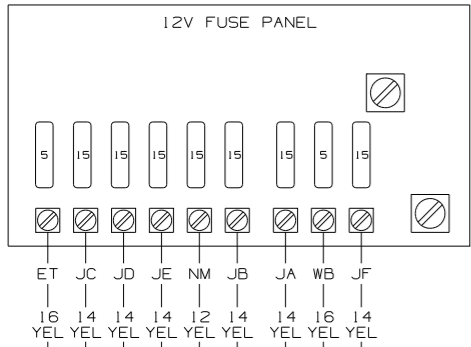 12V FUSE PANEL
5 15 15 15 15 15 15 5 15
ET JC JD JE NM JB JA WB JF
16 14 14 14 12 14 14 16 14
YEL YEL YEL YEL YEL YEL YEL YEL YEL